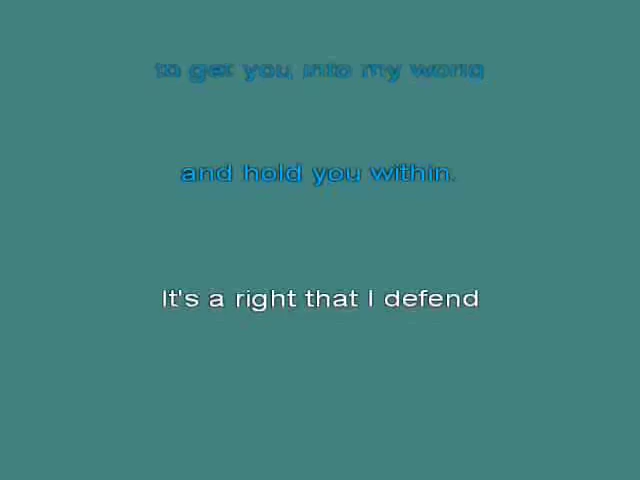 to get you into my world
and hold you within.
It's a right that I defend